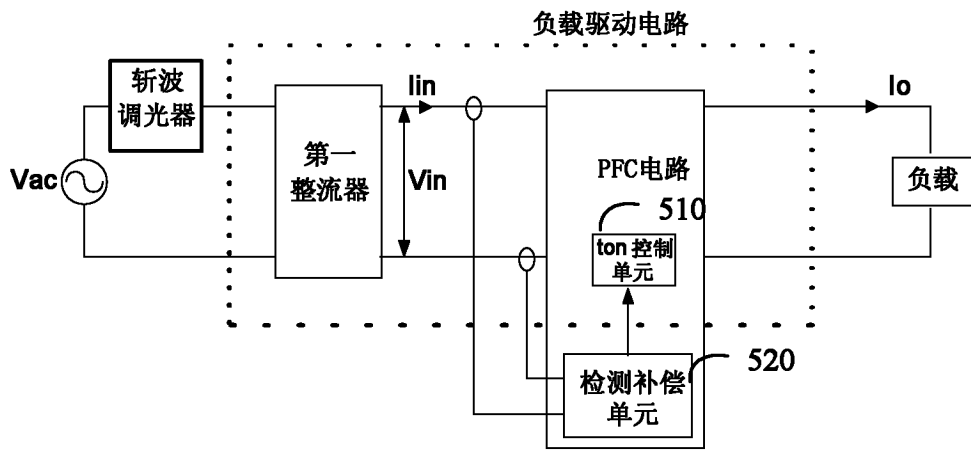 负载驱动电路
斩波
调光器
Iin
Io
Vac
第一
整流器
Vin
PFC电路
负载
510
ton 控制
单元
520
检测补偿
单元